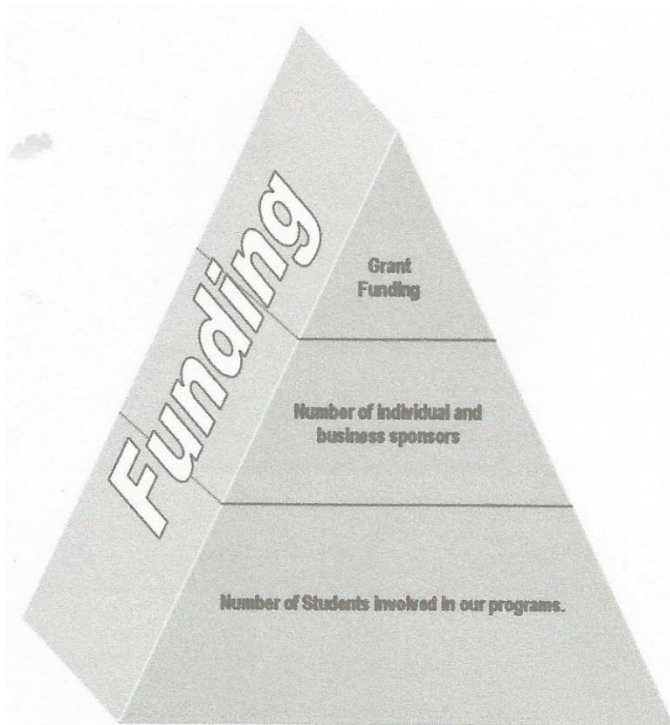 Funding
Grant
Funding
Number of individual and
business sponsors
Number of Students involved in our programs.